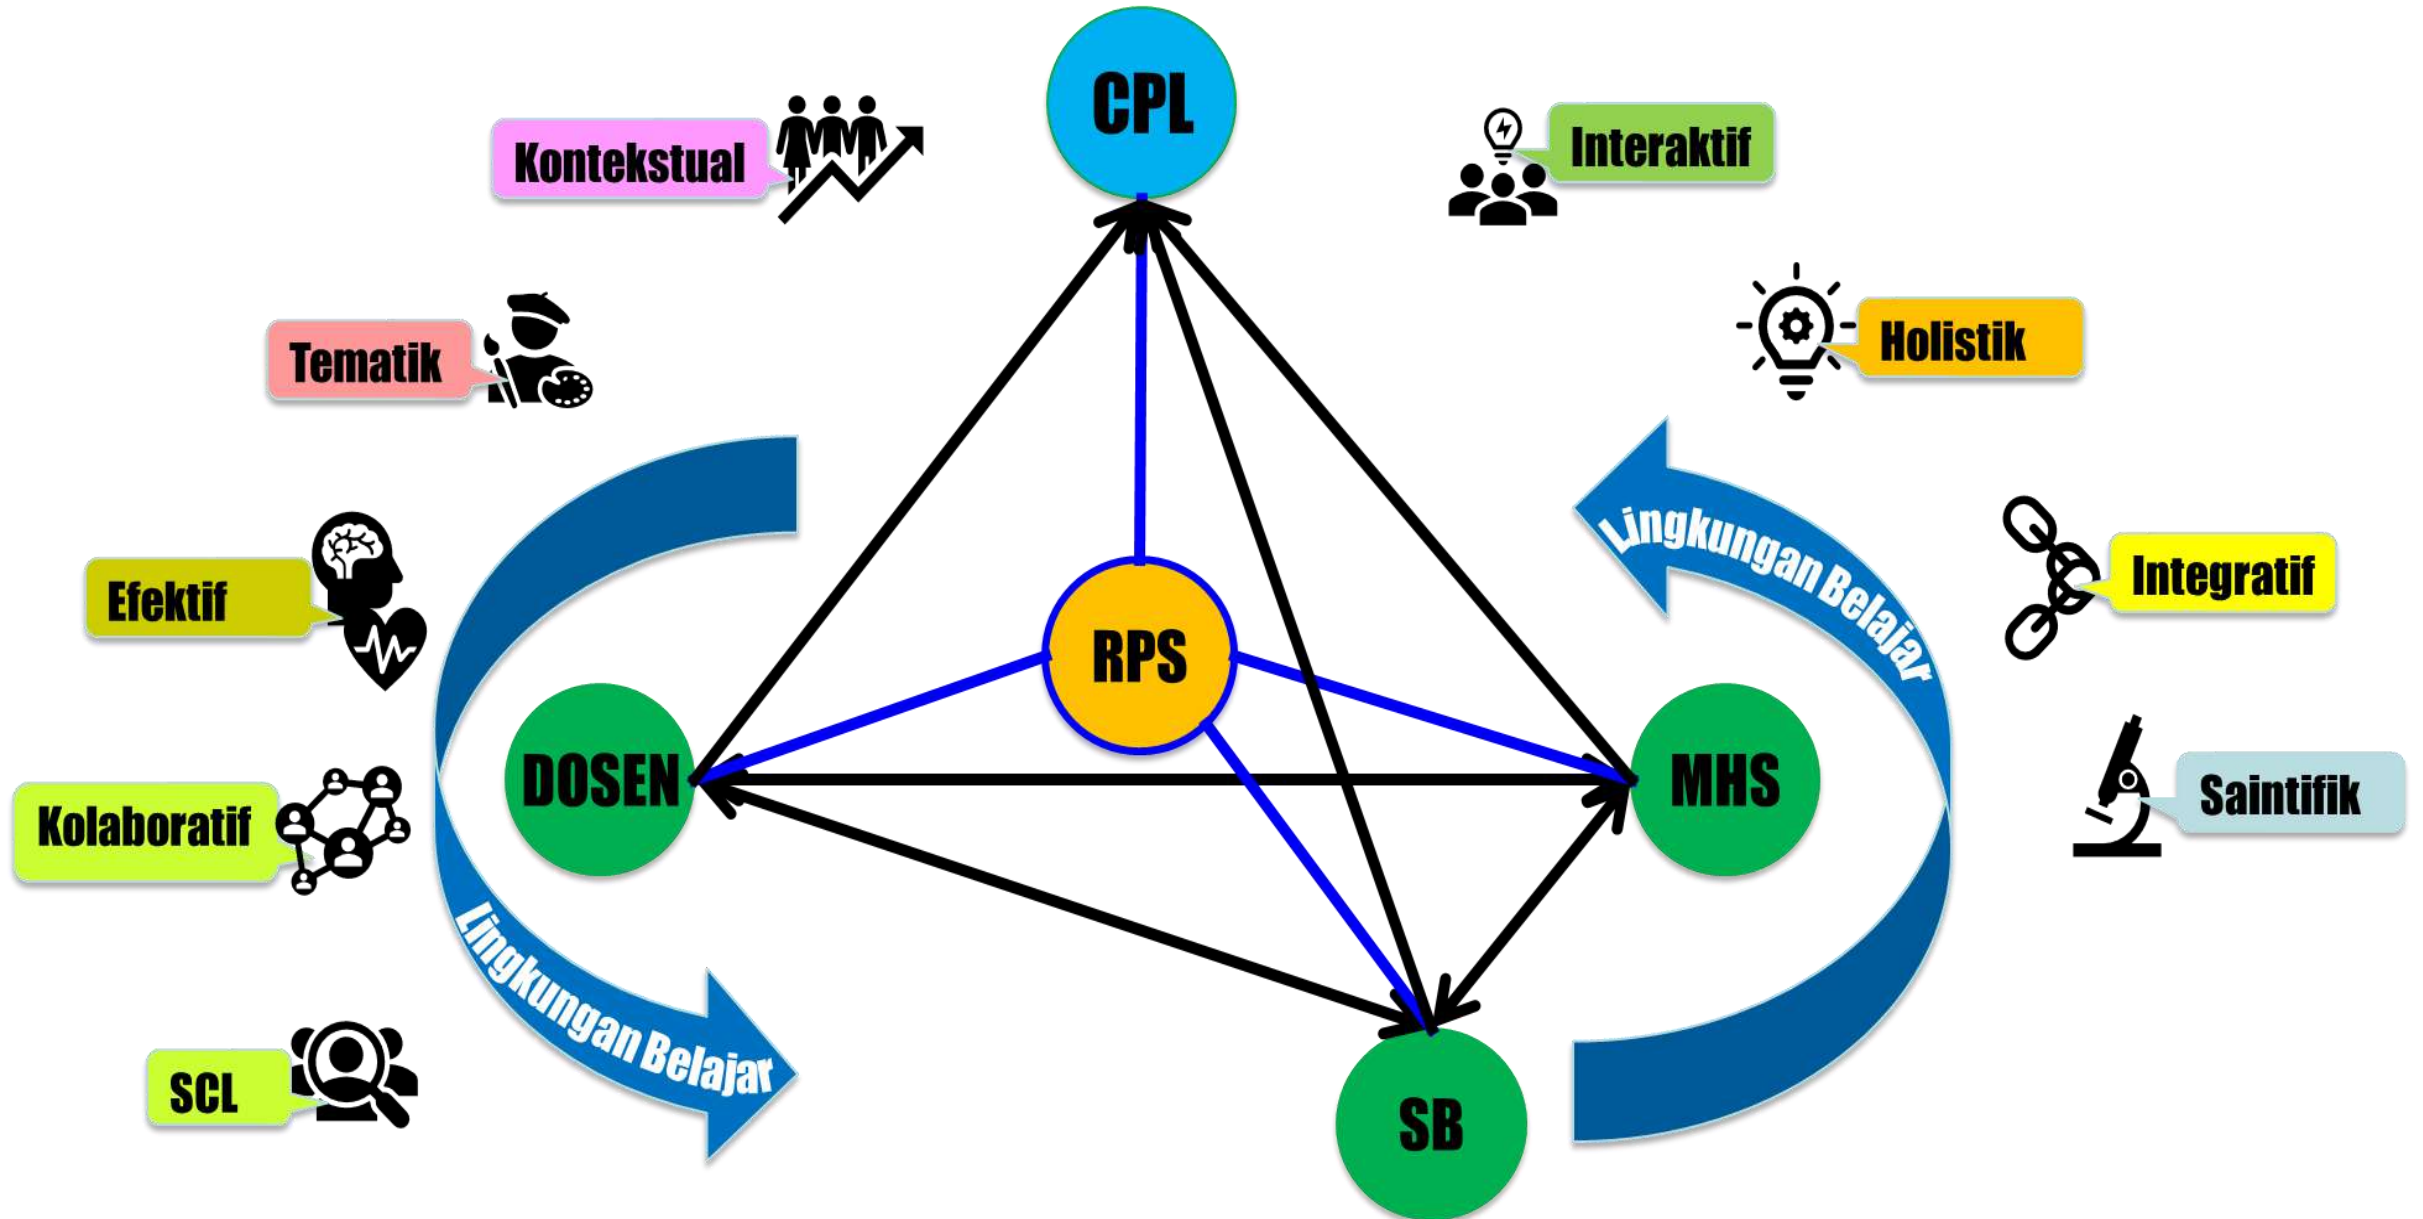 CPL
Kontekstual
Interaktif
Tematik
Holistik
Lingkungan Belajar
Efektif
Integratif
RPS
DOSEN
MHS
Kolaboratif
Saintifik
Lingkungan Belajar
SCL
SB